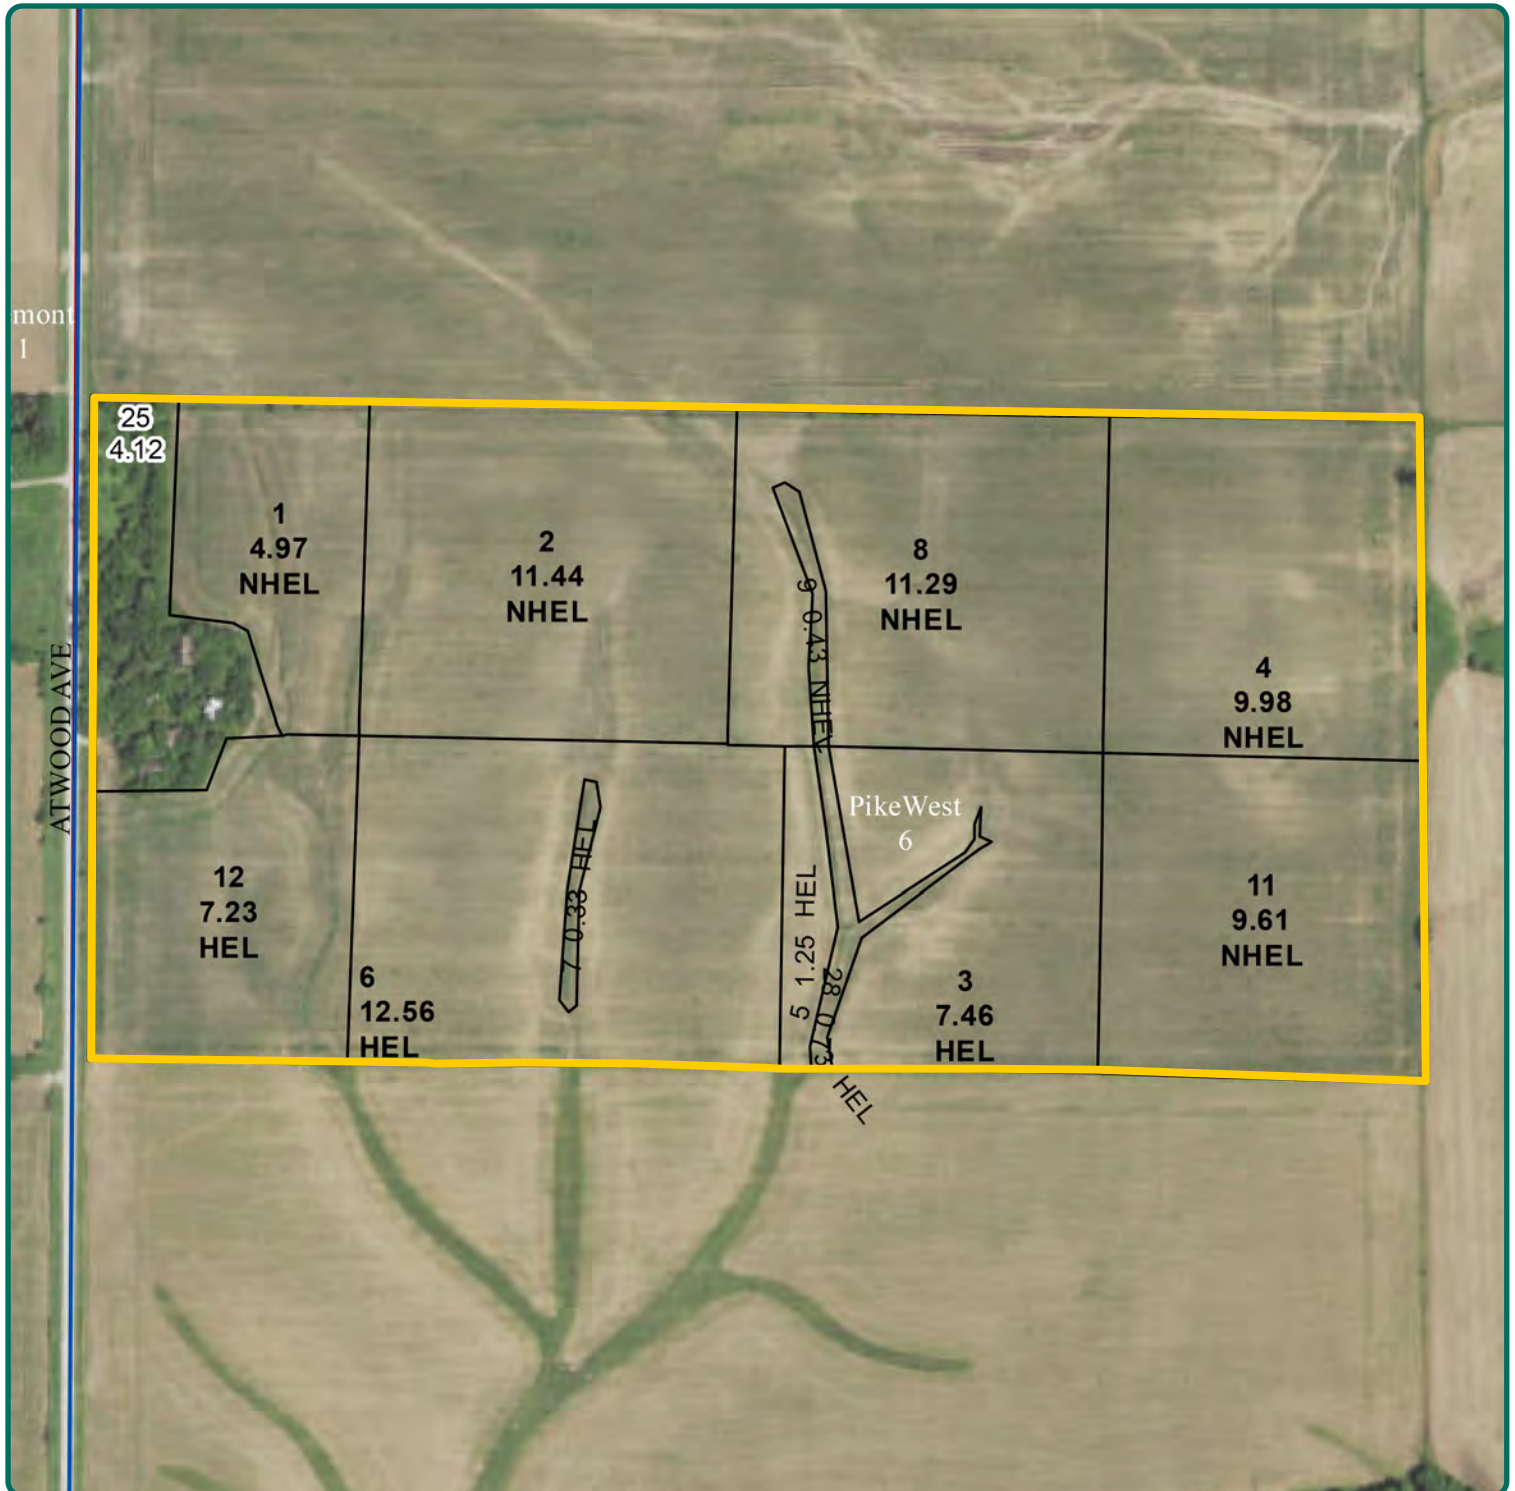 mont
1
25
4.12
1
4.97
NHEL
2
11.44
NHEL
8
11.29
NHEL
9 0.43 NHEL
4
9.98
NHEL
ATWOOD AVE
12
7.23
HEL
6
12.56
HEL
7 0.33 HEL
5 1.25 HEL
PikeWest
6
28 0.73 HEL
3
7.46
HEL
11
9.61
NHEL